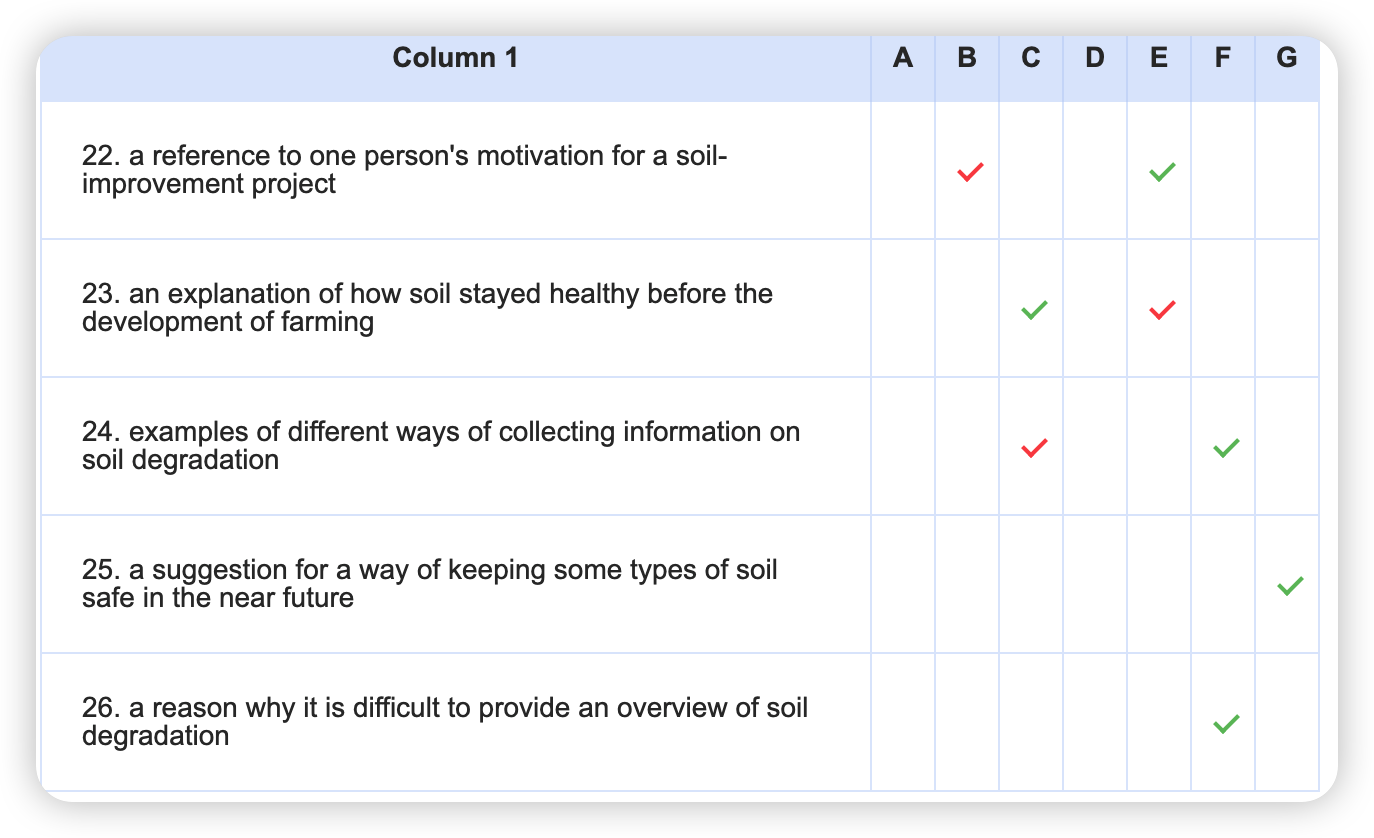 Column 1 A B C D E F G
22. a reference to one person's motivation for a soil-
improvement project
23. an explanation of how soil stayed healthy before the
development of farming
24. examples of different ways of collecting information on
soil degradation
25. a suggestion for a way of keeping some types of soil
safe in the near future
26. a reason why it is difficult to provide an overview of soil
degradation